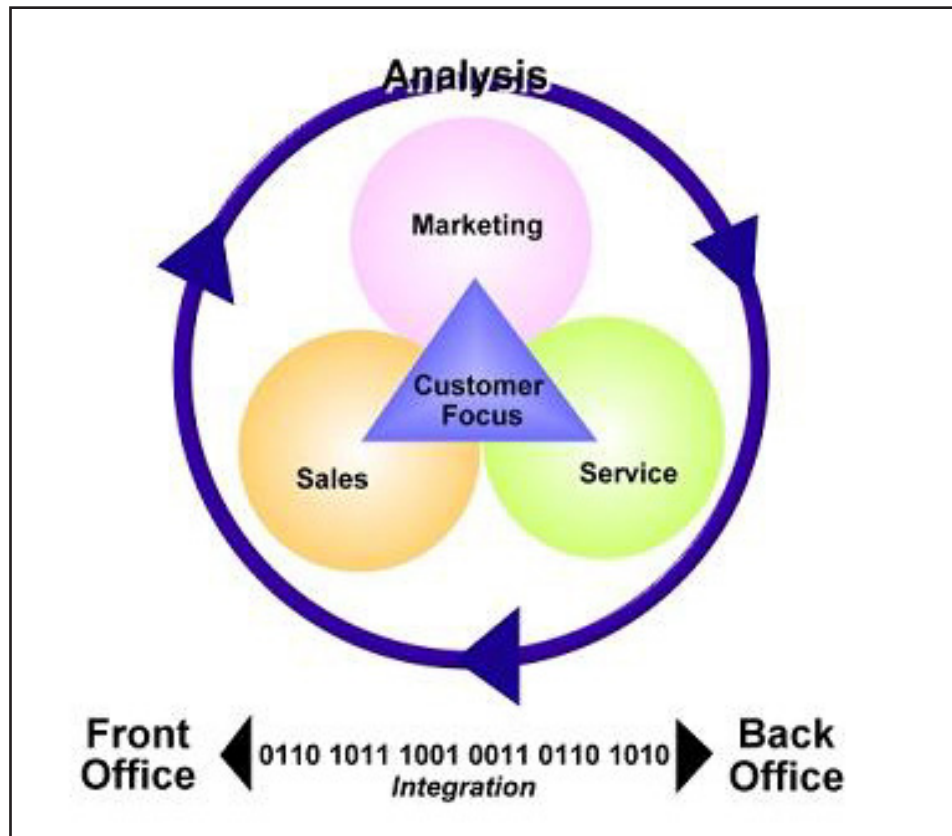 Analysis
Marketing
Customer
Focus
Sales
Service
Front
Office
0110 1011 1001 0011 0110 1010
Integration
Back
Office